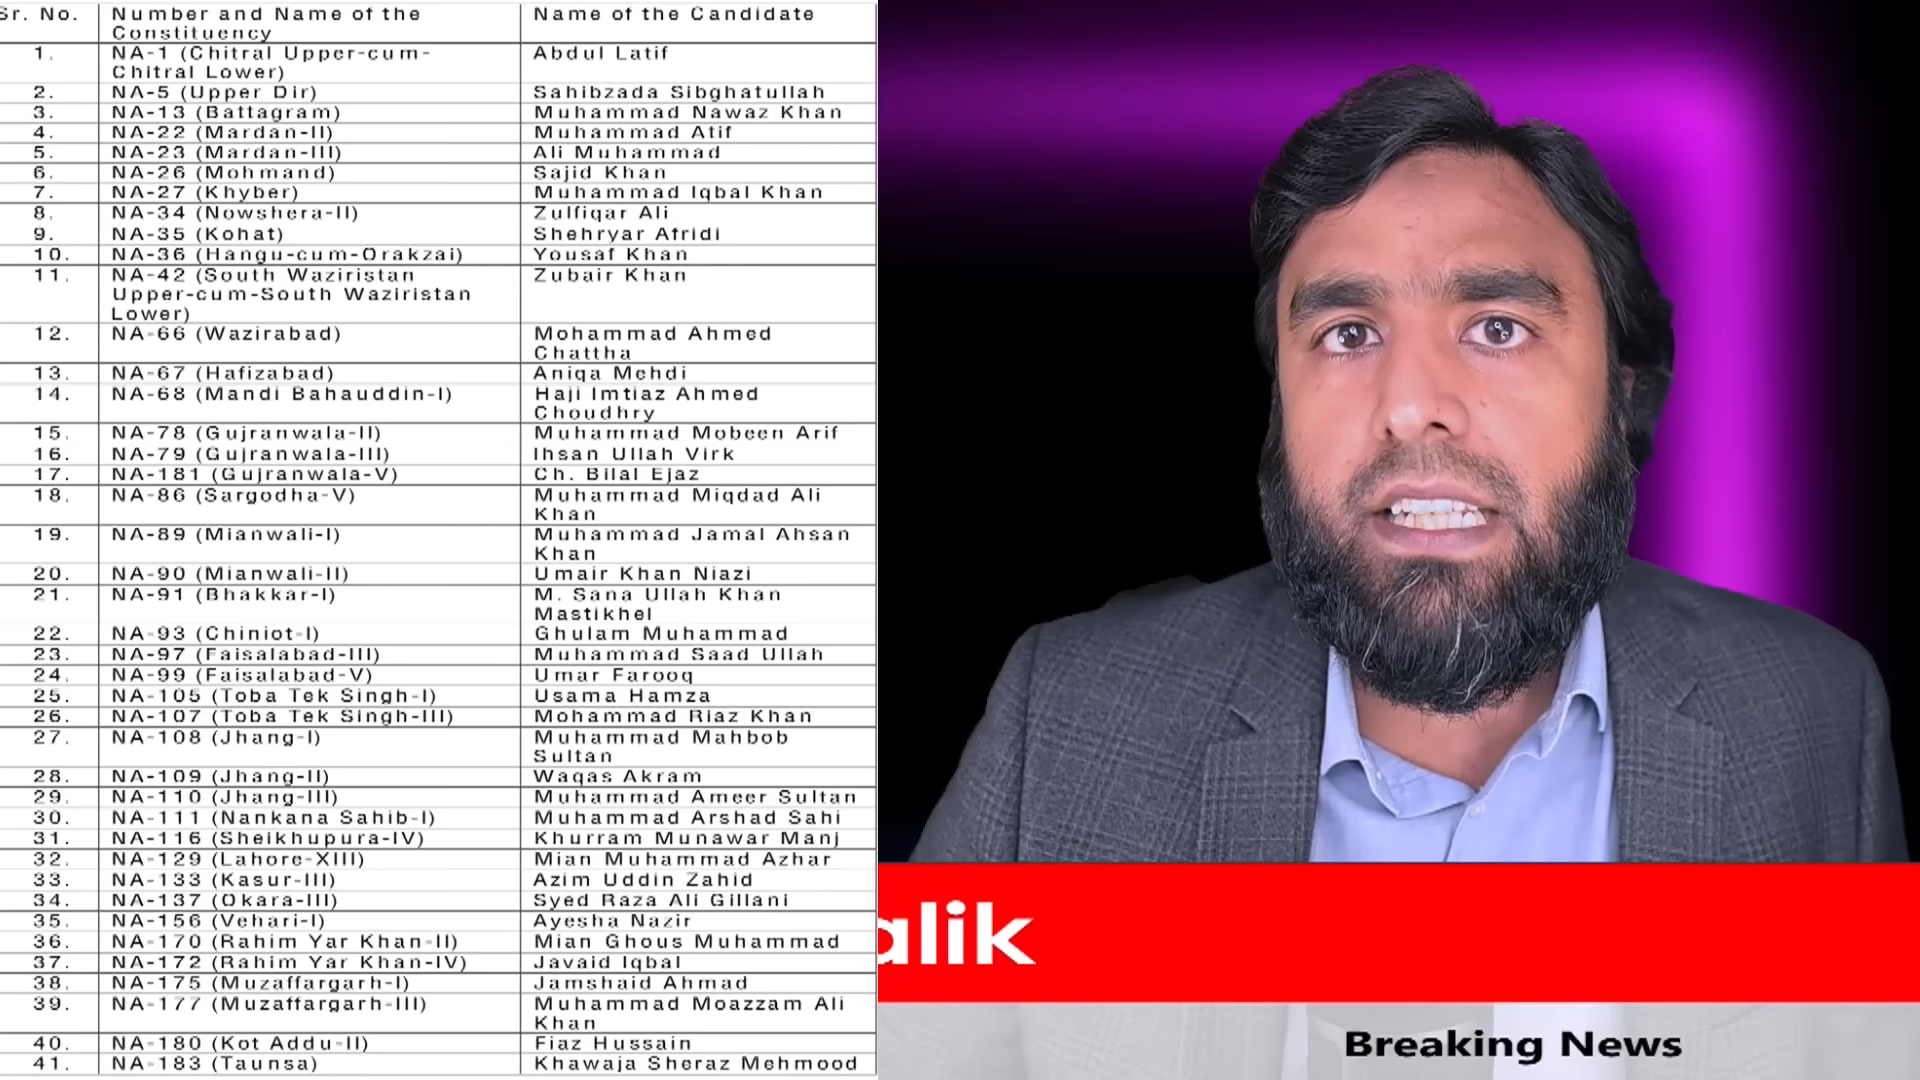 Sr. No. Number and Name of the Constituency Name of the Candidate
1. NA-1 (Chitral Upper-cum-Chitral Lower) Abdul Latif
2. NA-5 (Upper Dir) Sahibzada Sibghatullah
3. NA-13 (Battagram) Muhammad Nawaz Khan
4. NA-22 (Mardan-II) Muhammad Atif
5. NA-23 (Mardan-III) Ali Muhammad
6. NA-26 (Mohmand) Sajid Khan
7. NA-27 (Khyber) Muhammad Iqbal Khan
8. NA-34 (Nowshera-II) Zulfiqar Ali
9. NA-35 (Kohat) Shehryar Afridi
10. NA-36 (Hangu-cum-Orakzai) Yousaf Khan
11. NA-42 (South Waziristan Upper-cum-South Waziristan Lower) Zubair Khan
12. NA-66 (Wazirabad) Mohammad Ahmed Chattha
13. NA-67 (Hafizabad) Aniqa Mehdi
14. NA-68 (Mandi Bahauddin-I) Haji Imtiaz Ahmed Choudhry
15. NA-78 (Gujranwala-II) Muhammad Mobeen Arif
16. NA-79 (Gujranwala-III) Ihsan Ullah Virk
17. NA-181 (Gujranwala-V) Ch. Bilal Ejaz
18. NA-86 (Sargodha-V) Muhammad Miqdad Ali Khan
19. NA-89 (Mianwali-I) Muhammad Jamal Ahsan Khan
20. NA-90 (Mianwali-II) Umair Khan Niazi
21. NA-91 (Bhakkar-I) M. Sana Ullah Khan Mastikhel
22. NA-93 (Chiniot-I) Ghulam Muhammad
23. NA-97 (Faisalabad-III) Muhammad Saad Ullah
24. NA-99 (Faisalabad-V) Umar Farooq
25. NA-105 (Toba Tek Singh-I) Usama Hamza
26. NA-107 (Toba Tek Singh-III) Mohammad Riaz Khan
27. NA-108 (Jhang-I) Muhammad Mahbob Sultan
28. NA-109 (Jhang-II) Waqas Akram
29. NA-110 (Jhang-III) Muhammad Ameer Sultan
30. NA-111 (Nankana Sahib-I) Muhammad Arshad Sahi
31. NA-116 (Sheikhupura-IV) Khurram Munawar Manj
32. NA-129 (Lahore-XIII) Mian Muhammad Azhar
33. NA-133 (Kasur-III) Azim Uddin Zahid
34. NA-137 (Okara-III) Syed Raza Ali Gillani
35. NA-156 (Vehari-I) Ayesha Nazir
36. NA-170 (Rahim Yar Khan-II) Mian Ghous Muhammad
37. NA-172 (Rahim Yar Khan-IV) Javaid Iqbal
38. NA-175 (Muzaffargarh-I) Jamshaid Ahmad
39. NA-177 (Muzaffargarh-III) Muhammad Moazzam Ali Khan
40. NA-180 (Kot Addu-II) Fiaz Hussain
41. NA-183 (Taunsa) Khawaja Sheraz Mehmood
alik
Breaking News